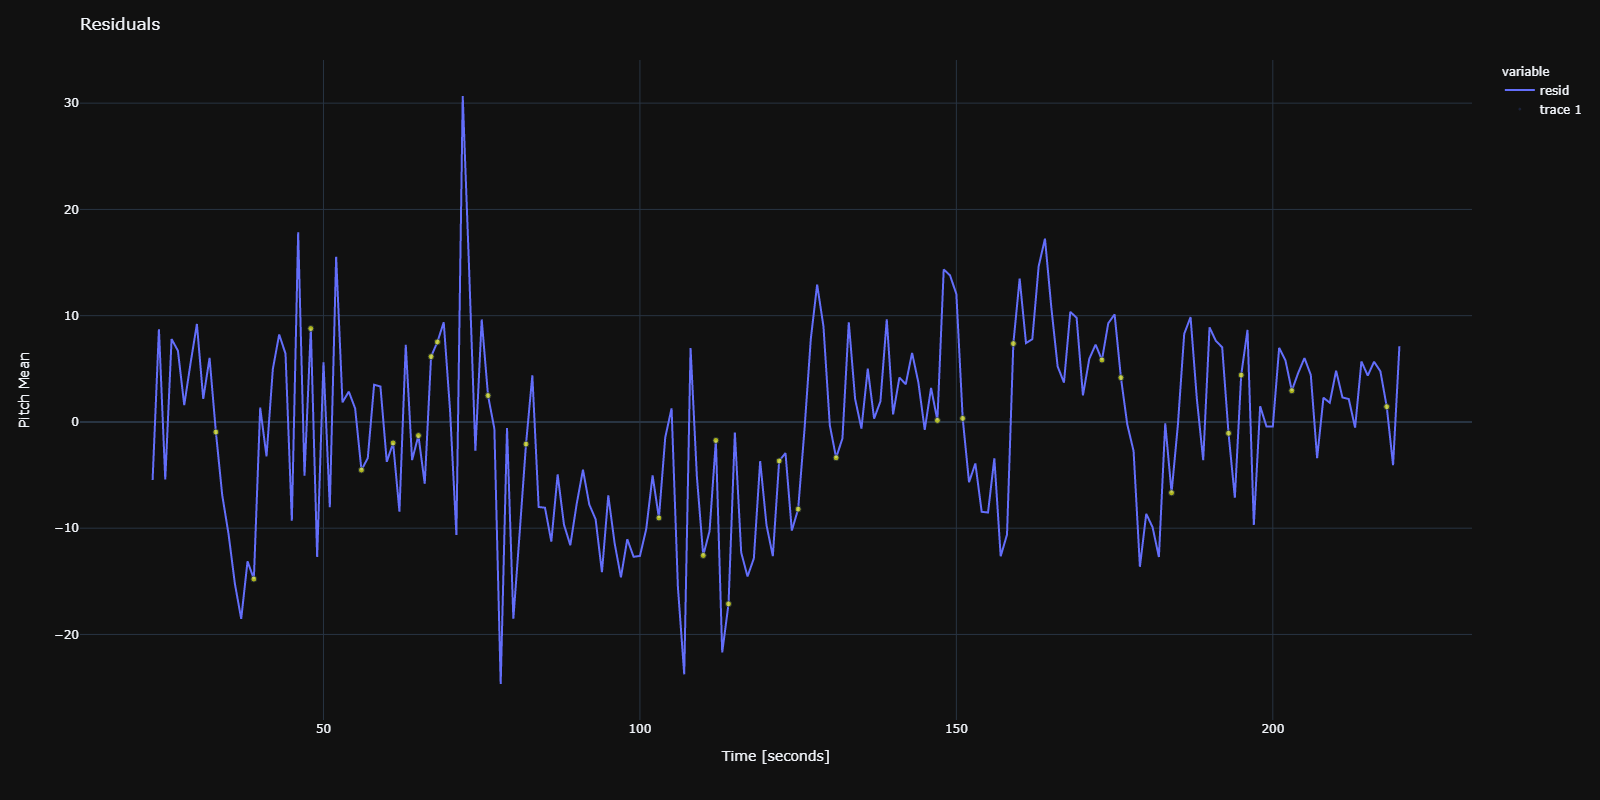 Residuals
variable
resid
trace 1
30
20
10
0
−10
−20
Pitch Mean
50
100
150
200
Time [seconds]